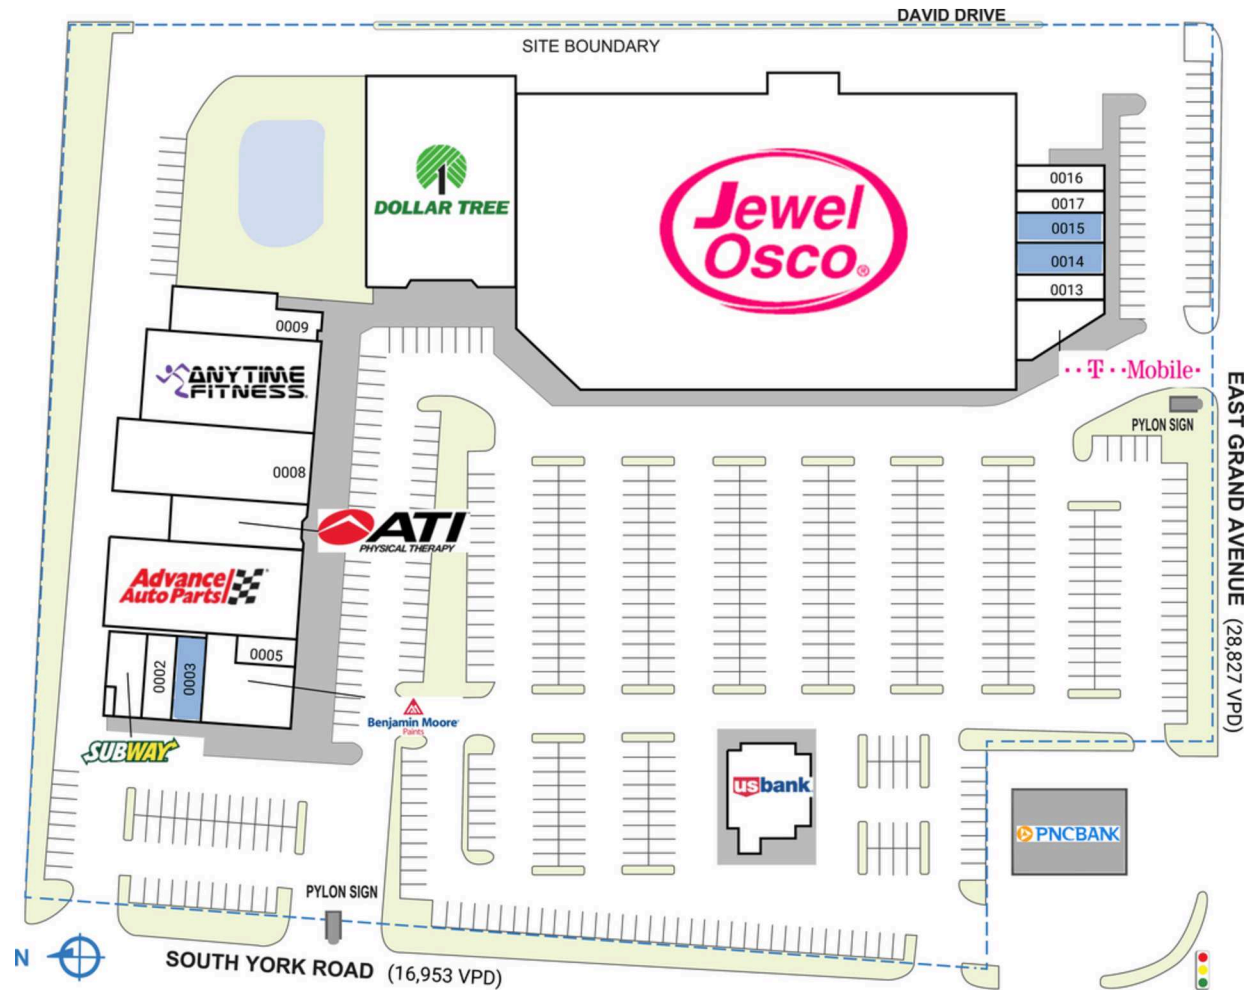 DAVID DRIVE
SITE BOUNDARY
DOLLAR TREE
Jewel
Osco®
0016
0017
0015
0014
0013
T Mobile
PYLON SIGN
EAST GRAND AVENUE (28,827 VPD)
0009
ANYTIME
FITNESS
0008
ATI
PHYSICAL THERAPY
Advance
Auto Parts
0005
0002
0003
Benjamin Moore
Paints
SUBWAY
usbank
PNCBANK
PYLON SIGN
N
SOUTH YORK ROAD (16,953 VPD)